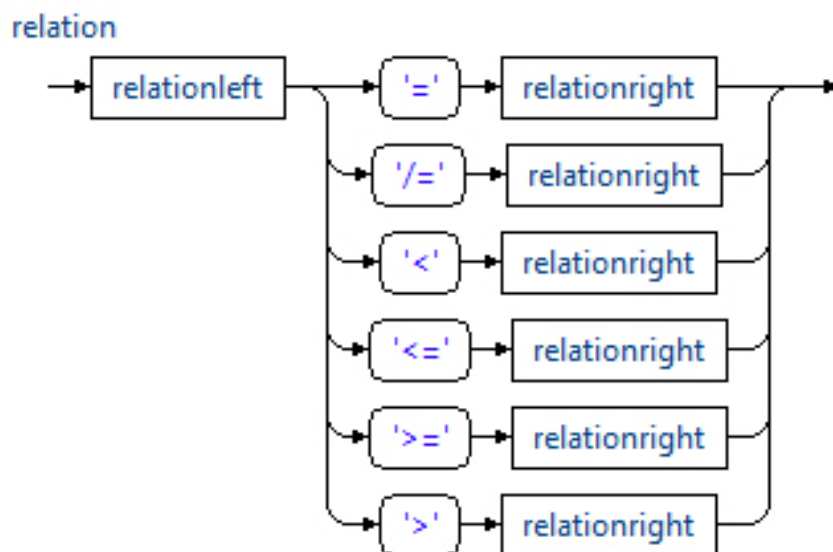 relation
relationleft '=' relationright
'/=' relationright
'<' relationright
'<=' relationright
'>=' relationright
'>' relationright